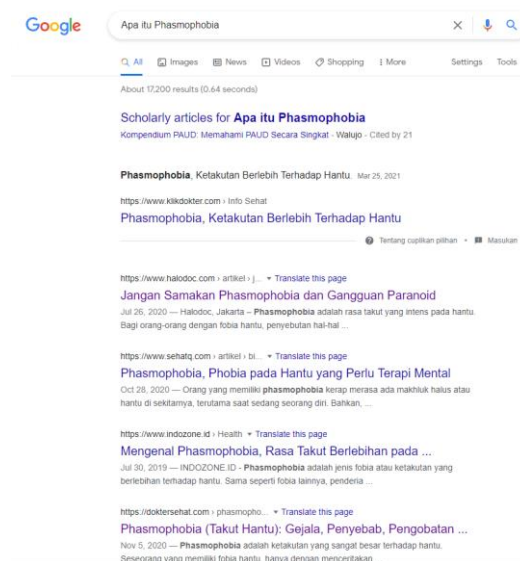 Google
Apa itu Phasmophobia
All Images News Videos Shopping More Settings Tools
About 17,200 results (0.64 seconds)
Scholarly articles for Apa itu Phasmophobia
Kompendium PAUD: Memahami PAUD Secara Singkat - Walujo - Cited by 21
Phasmophobia, Ketakutan Berlebih Terhadap Hantu. Mar 25, 2021
https://www.klikdokter.com › Info Sehat
Phasmophobia, Ketakutan Berlebih Terhadap Hantu
Tentang cuplikan pilihan • Masukan
https://www.halodoc.com › artikel › j... Translate this page
Jangan Samakan Phasmophobia dan Gangguan Paranoid
Jul 26, 2020 — Halodoc, Jakarta – Phasmophobia adalah rasa takut yang intens pada hantu.
Bagi orang-orang dengan fobia hantu, penyebutan hal-hal ...
https://www.sehatq.com › artikel › bi... Translate this page
Phasmophobia, Phobia pada Hantu yang Perlu Terapi Mental
Oct 28, 2020 — Orang yang memiliki phasmophobia kerap merasa ada makhluk halus atau
hantu di sekitarnya, terutama saat sedang seorang diri. Bahkan, ...
https://www.indozone.id › Health Translate this page
Mengenal Phasmophobia, Rasa Takut Berlebihan pada ...
Jul 30, 2019 — INDOZONE.ID - Phasmophobia adalah jenis fobia atau ketakutan yang
berlebihan terhadap hantu. Sama seperti fobia lainnya, penderia ...
https://doktersehat.com › phasmopho... Translate this page
Phasmophobia (Takut Hantu): Gejala, Penyebab, Pengobatan ...
Nov 5, 2020 — Phasmophobia adalah ketakutan yang sangat besar terhadap hantu.
Seseorang yang memiliki fobia hantu, hanya dengan menceritakan